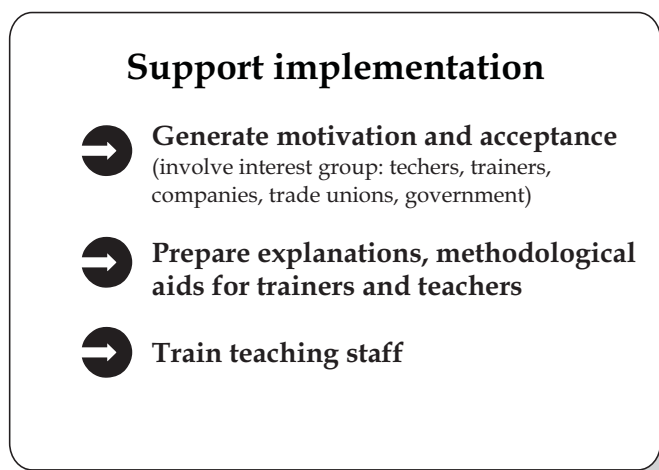 Support implementation
Generate motivation and acceptance
(involve interest group: techers, trainers,
companies, trade unions, government)
Prepare explanations, methodological
aids for trainers and teachers
Train teaching staff